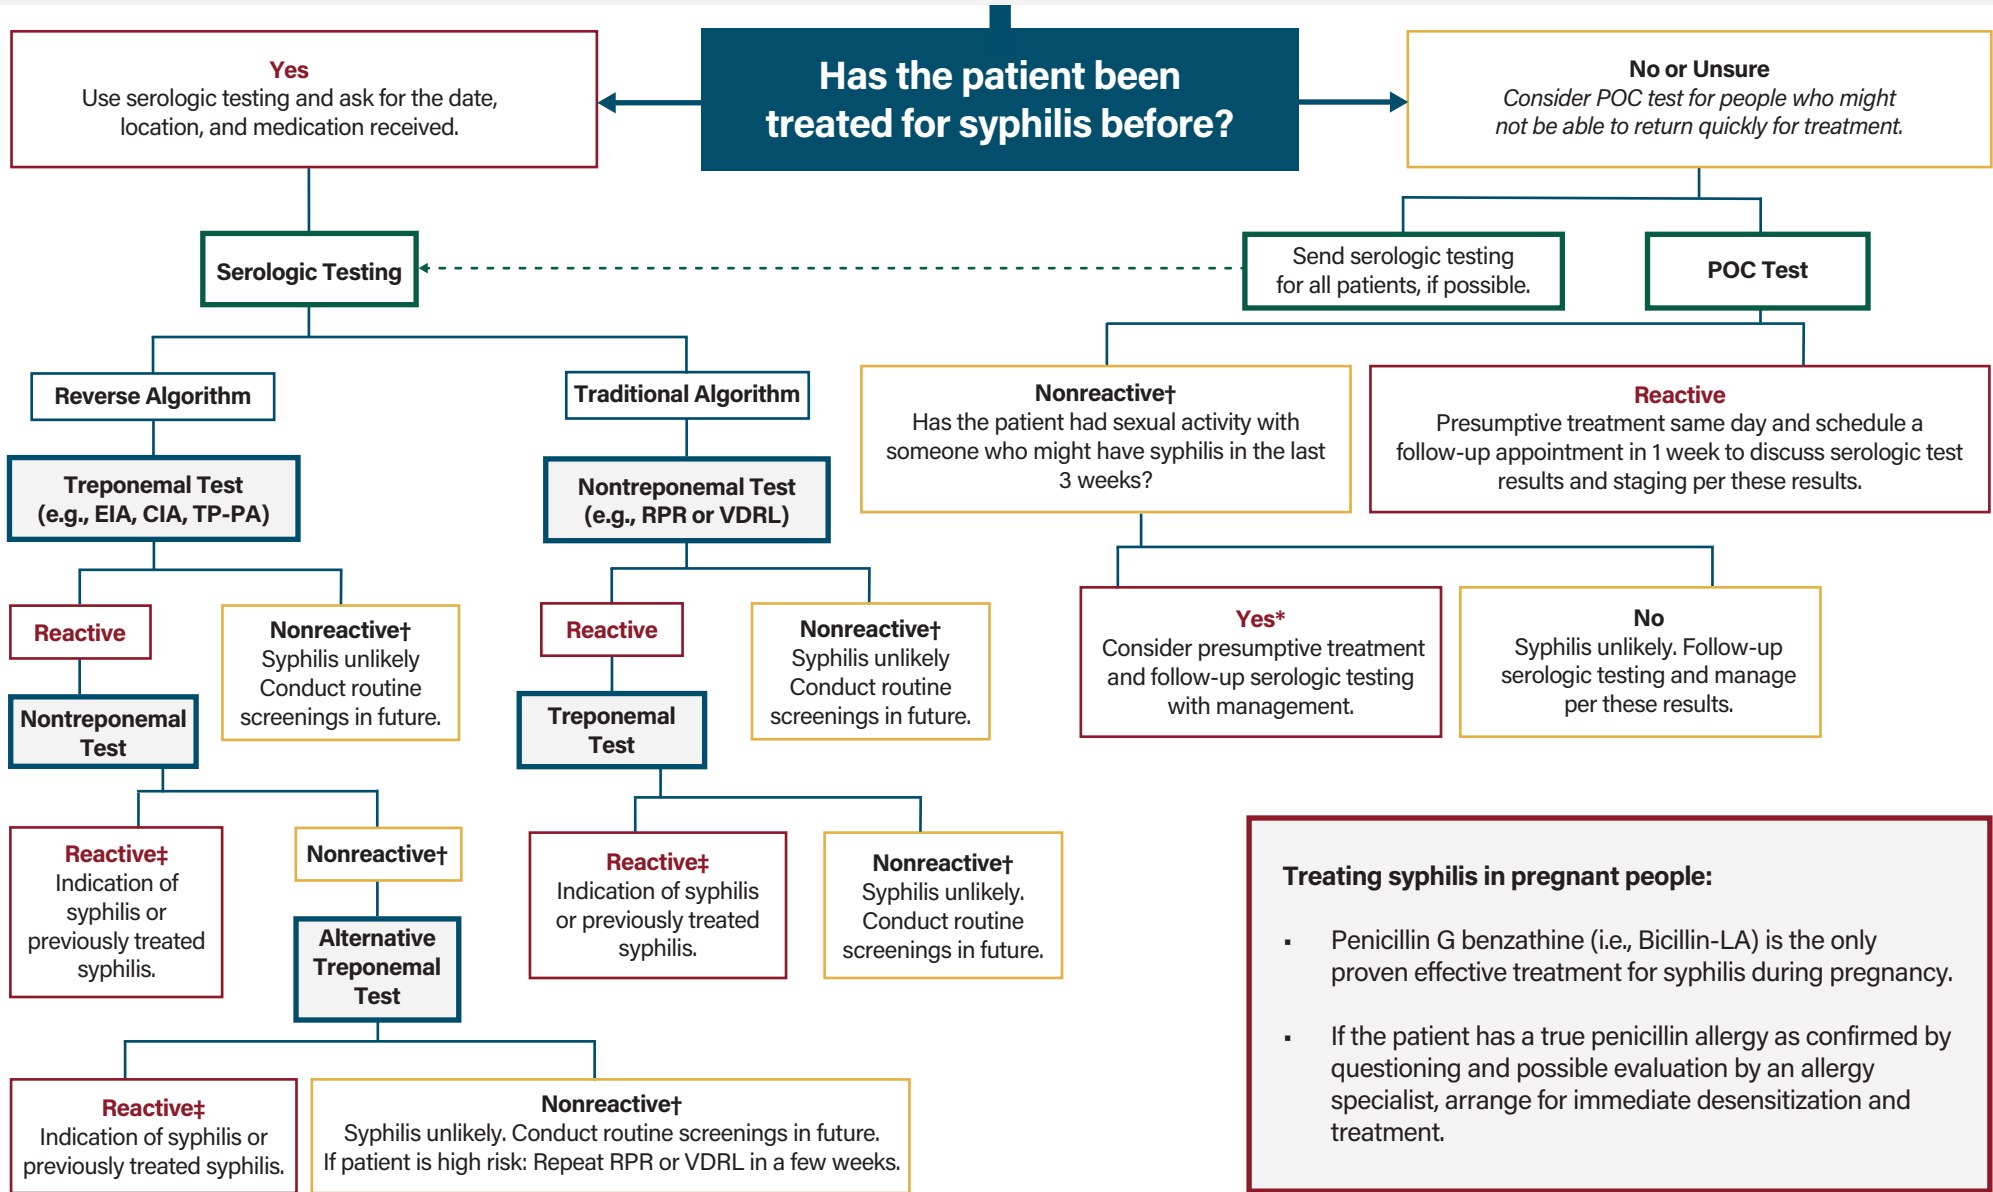 Has the patient been
treated for syphilis before?
Yes
Use serologic testing and ask for the date,
location, and medication received.
No or Unsure
Consider POC test for people who might
not be able to return quickly for treatment.
Serologic Testing
Send serologic testing
for all patients, if possible.
POC Test
Reverse Algorithm
Traditional Algorithm
Treponemal Test
(e.g., EIA, CIA, TP-PA)
Nontreponemal Test
(e.g., RPR or VDRL)
Nonreactive†
Has the patient had sexual activity with
someone who might have syphilis in the last
3 weeks?
Reactive
Presumptive treatment same day and schedule a
follow-up appointment in 1 week to discuss serologic test
results and staging per these results.
Reactive
Nonreactive†
Syphilis unlikely
Conduct routine
screenings in future.
Reactive
Nonreactive†
Syphilis unlikely
Conduct routine
screenings in future.
Yes*
Consider presumptive treatment
and follow-up serologic testing
with management.
No
Syphilis unlikely. Follow-up
serologic testing and manage
per these results.
Nontreponemal
Test
Treponemal
Test
Reactive‡
Indication of
syphilis or
previously treated
syphilis.
Nonreactive†
Reactive‡
Indication of syphilis
or previously treated
syphilis.
Nonreactive†
Syphilis unlikely.
Conduct routine
screenings in future.
Alternative
Treponemal
Test
Reactive‡
Indication of syphilis or
previously treated syphilis.
Nonreactive†
Syphilis unlikely. Conduct routine screenings in future.
If patient is high risk: Repeat RPR or VDRL in a few weeks.
Treating syphilis in pregnant people:
▪ Penicillin G benzathine (i.e., Bicillin-LA) is the only
proven effective treatment for syphilis during pregnancy.
▪ If the patient has a true penicillin allergy as confirmed by
questioning and possible evaluation by an allergy
specialist, arrange for immediate desensitization and
treatment.